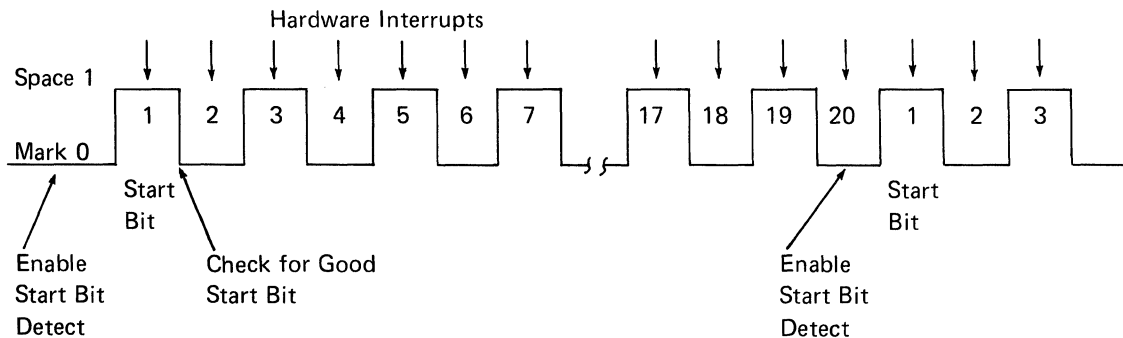 Hardware Interrupts
Space 1
1 2 3 4 5 6 7 17 18 19 20 1 2 3
Mark 0
Start
Bit
Start
Bit
Enable
Start Bit
Detect
Check for Good
Start Bit
Enable
Start Bit
Detect